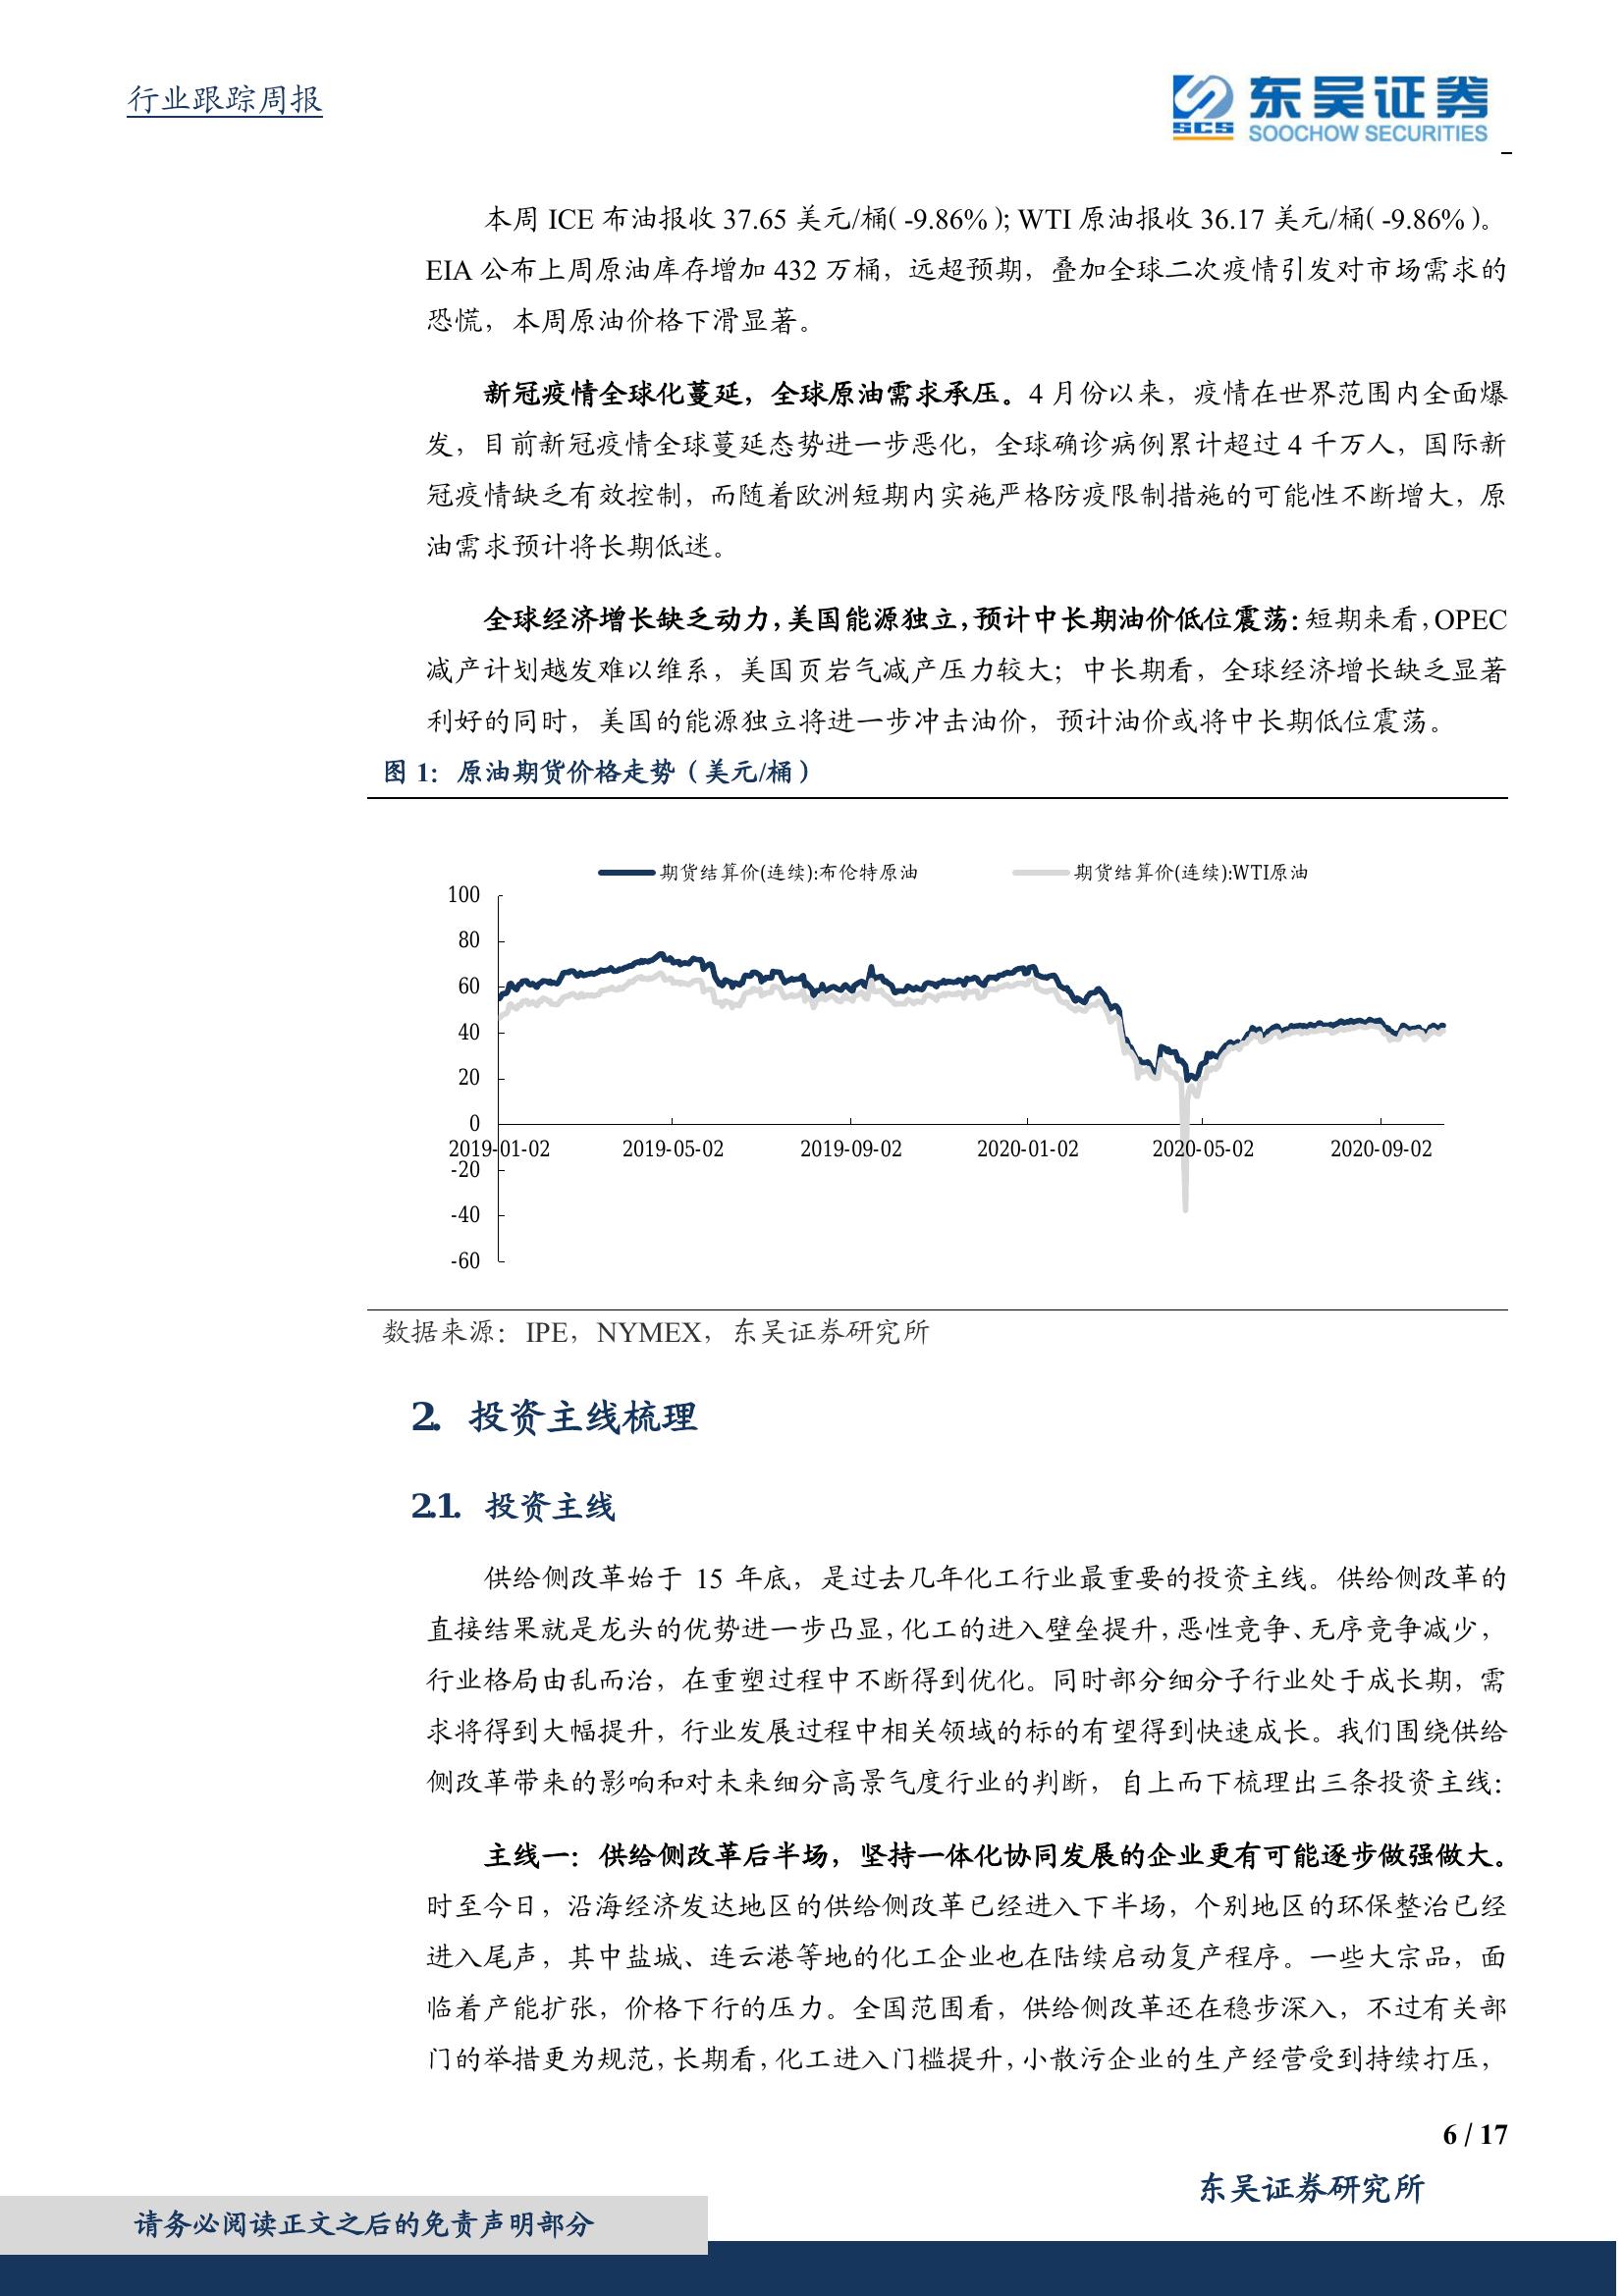 行业跟踪周报
东吴证券
SCS
SOOCHOW SECURITIES
本周 ICE 布油报收 37.65 美元/桶( -9.86% ); WTI 原油报收 36.17 美元/桶( -9.86% )。
EIA 公布上周原油库存增加 432 万桶，远超预期，叠加全球二次疫情引发对市场需求的
恐慌，本周原油价格下滑显著。
新冠疫情全球化蔓延，全球原油需求承压。4 月份以来，疫情在世界范围内全面爆
发，目前新冠疫情全球蔓延态势进一步恶化，全球确诊病例累计超过 4 千万人，国际新
冠疫情缺乏有效控制，而随着欧洲短期内实施严格防疫限制措施的可能性不断增大，原
油需求预计将长期低迷。
全球经济增长缺乏动力，美国能源独立，预计中长期油价低位震荡：短期来看，OPEC
减产计划越发难以维系，美国页岩气减产压力较大；中长期看，全球经济增长缺乏显著
利好的同时，美国的能源独立将进一步冲击油价，预计油价或将中长期低位震荡。
图 1：原油期货价格走势（美元/桶）
期货结算价(连续):布伦特原油 期货结算价(连续):WTI原油
100
80
60
40
20
0
2019-01-02 2019-05-02 2019-09-02 2020-01-02 2020-05-02 2020-09-02
-20
-40
-60
数据来源：IPE，NYMEX，东吴证券研究所
2. 投资主线梳理
2.1. 投资主线
供给侧改革始于 15 年底，是过去几年化工行业最重要的投资主线。供给侧改革的
直接结果就是龙头的优势进一步凸显，化工的进入壁垒提升，恶性竞争、无序竞争减少，
行业格局由乱而治，在重塑过程中不断得到优化。同时部分细分子行业处于成长期，需
求将得到大幅提升，行业发展过程中相关领域的标的有望得到快速成长。我们围绕供给
侧改革带来的影响和对未来细分高景气度行业的判断，自上而下梳理出三条投资主线：
主线一：供给侧改革后半场，坚持一体化协同发展的企业更有可能逐步做强做大。
时至今日，沿海经济发达地区的供给侧改革已经进入下半场，个别地区的环保整治已经
进入尾声，其中盐城、连云港等地的化工企业也在陆续启动复产程序。一些大宗品，面
临着产能扩张，价格下行的压力。全国范围看，供给侧改革还在稳步深入，不过有关部
门的举措更为规范，长期看，化工进入门槛提升，小散污企业的生产经营受到持续打压，
6 / 17
东吴证券研究所
请务必阅读正文之后的免责声明部分